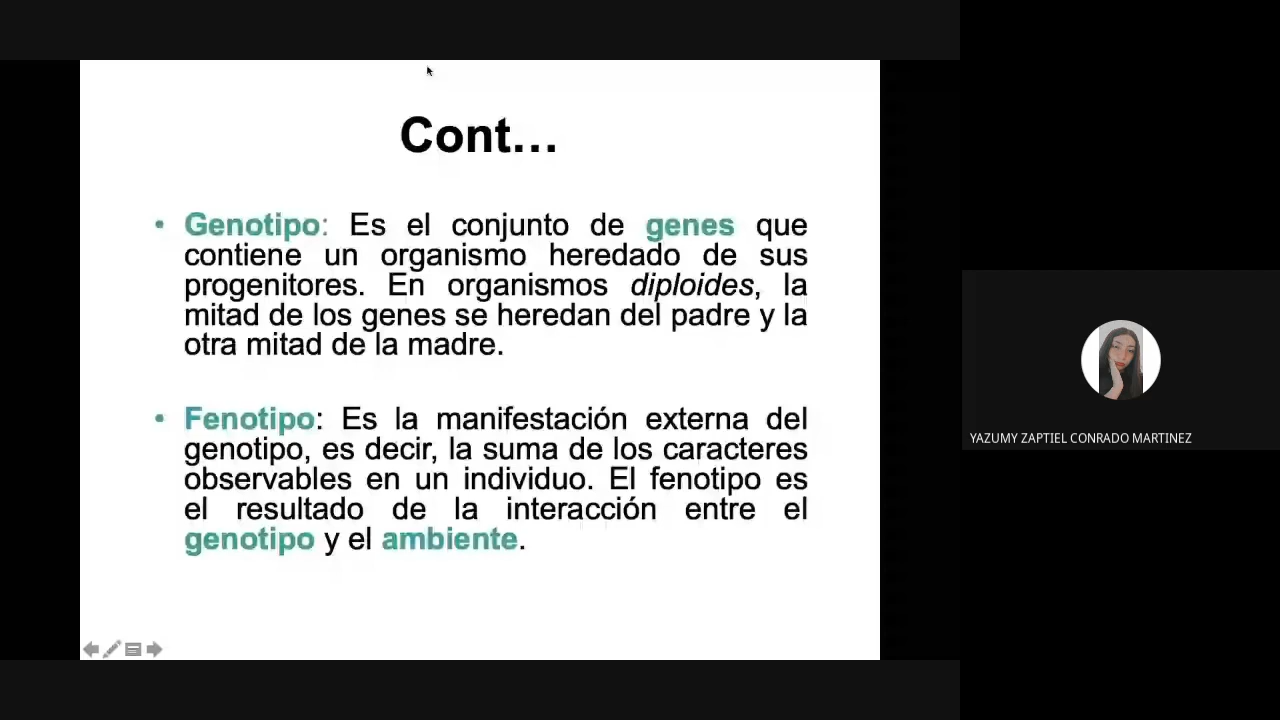 Cont...
• Genotipo: Es el conjunto de genes que
contiene un organismo heredado de sus
progenitores. En organismos diploides, la
mitad de los genes se heredan del padre y la
otra mitad de la madre.
• Fenotipo: Es la manifestación externa del
genotipo, es decir, la suma de los caracteres
observables en un individuo. El fenotipo es
el resultado de la interacción entre el
genotipo y el ambiente.
YAZUMY ZAPTIEL CONRADO MARTINEZ